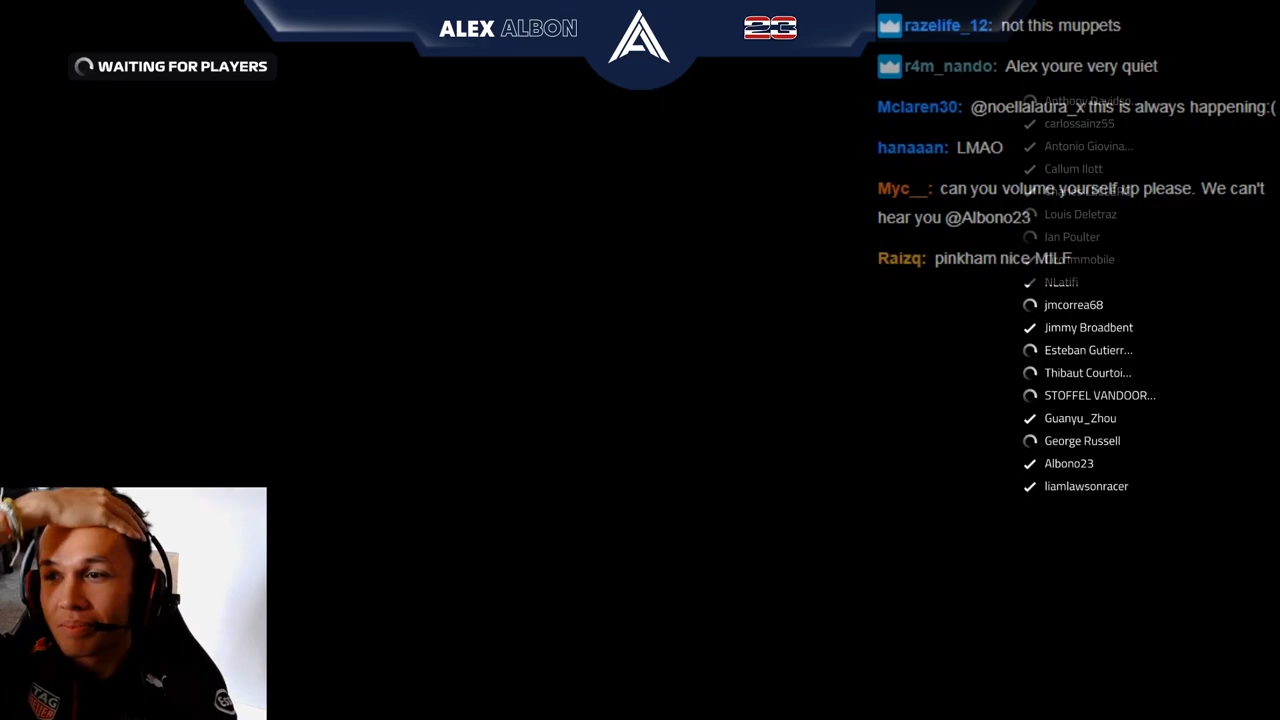 ALEX ALBON
23
WAITING FOR PLAYERS
razelife_12: not this muppets
r4m_nando: Alex youre very quiet
Mclaren30: @noellalaura_x this is always happening:(
hanaaan: LMAO
Myc__: can you volume yourself up please. We can't
hear you @Albono23
Raizq: pinkham nice MILF
Anthony Davidso...
carlossainz55
Antonio Giovina...
Callum Ilott
Louis Deletraz
Ian Poulter
NLatifi
jmcorrea68
Jimmy Broadbent
Esteban Gutierr...
Thibaut Courtoi...
STOFFEL VANDOOR...
Guanyu_Zhou
George Russell
Albono23
liamlawsonracer
TAG